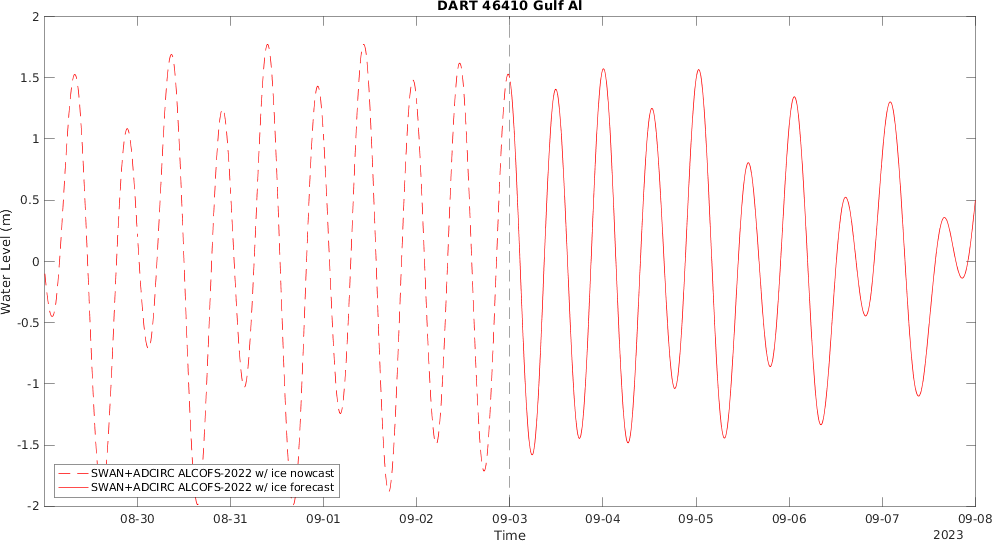 DART 46410 Gulf Al
2
1.5
1
0.5
0
-0.5
-1
-1.5
-2
Water Level (m)
SWAN+ADCIRC ALCOFS-2022 w/ ice nowcast
SWAN+ADCIRC ALCOFS-2022 w/ ice forecast
08-30 08-31 09-01 09-02 09-03 09-04 09-05 09-06 09-07 09-08
Time
2023